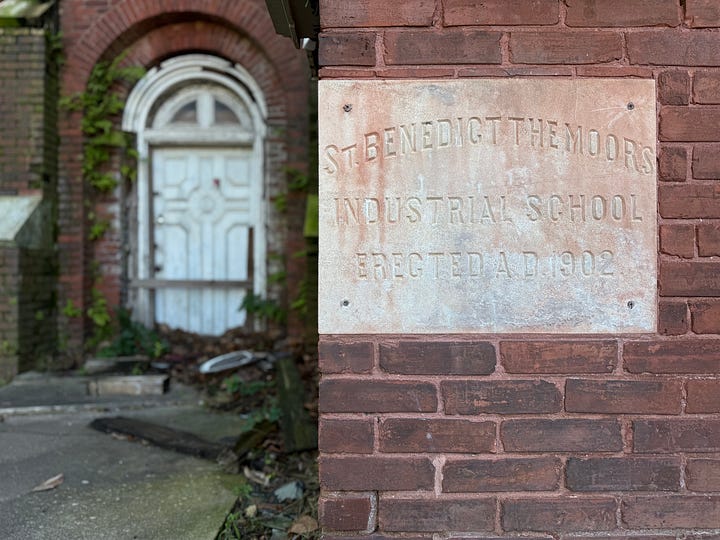 ST. BENEDICT THE MOORS
INDUSTRIAL SCHOOL
ERECTED A.D. 1902.